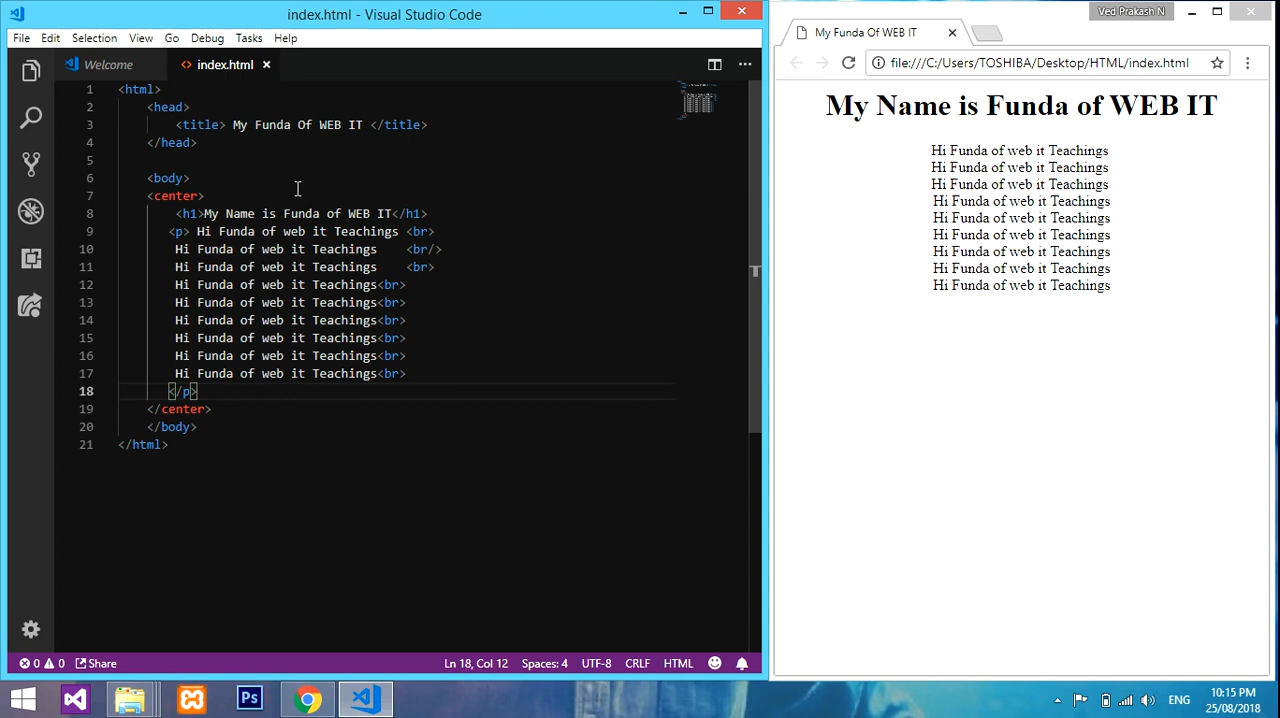 index.html - Visual Studio Code
File Edit Selection View Go Debug Tasks Help
Welcome index.html
1 <html>
2 <head>
3 <title> My Funda Of WEB IT </title>
4 </head>
5
6 <body>
7 <center>
8 <h1>My Name is Funda of WEB IT</h1>
9 <p> Hi Funda of web it Teachings <br>
10 Hi Funda of web it Teachings <br/>
11 Hi Funda of web it Teachings <br>
12 Hi Funda of web it Teachings<br>
13 Hi Funda of web it Teachings<br>
14 Hi Funda of web it Teachings<br>
15 Hi Funda of web it Teachings<br>
16 Hi Funda of web it Teachings<br>
17 Hi Funda of web it Teachings<br>
18 </p>
19 </center>
20 </body>
21 </html>
0 0 Share Ln 18, Col 12 Spaces: 4 UTF-8 CRLF HTML
Ved Prakash N
My Funda Of WEB IT
file:///C:/Users/TOSHIBA/Desktop/HTML/index.html
My Name is Funda of WEB IT
Hi Funda of web it Teachings
Hi Funda of web it Teachings
Hi Funda of web it Teachings
Hi Funda of web it Teachings
Hi Funda of web it Teachings
Hi Funda of web it Teachings
Hi Funda of web it Teachings
Hi Funda of web it Teachings
Hi Funda of web it Teachings
Ps
ENG
10:15 PM
25/08/2018